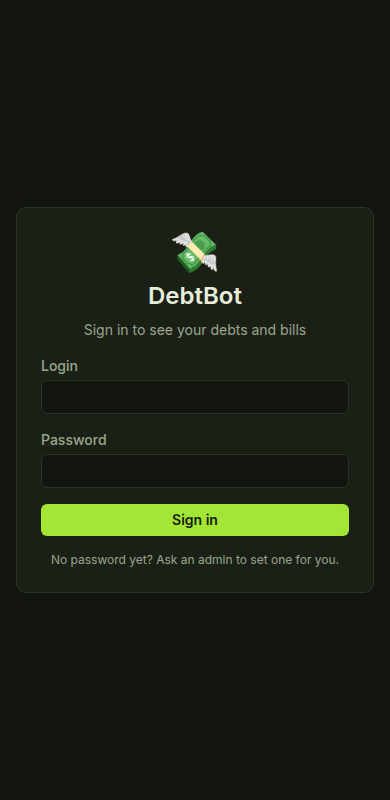 DebtBot
Sign in to see your debts and bills
Login
Password
Sign in
No password yet? Ask an admin to set one for you.